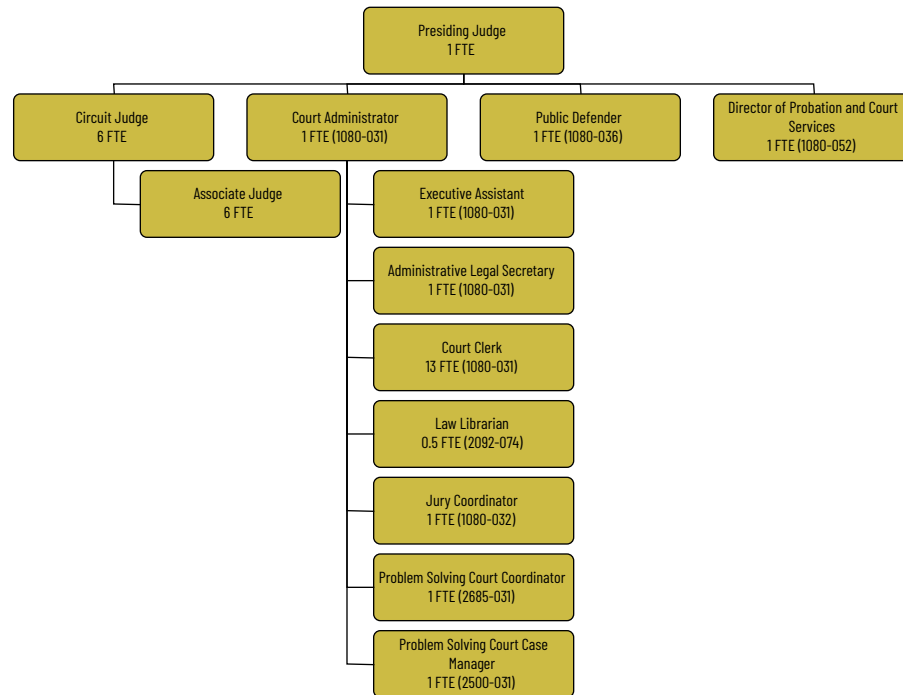 Presiding Judge
1 FTE
Circuit Judge
6 FTE
Court Administrator
1 FTE (1080-031)
Public Defender
1 FTE (1080-036)
Director of Probation and Court
Services
1 FTE (1080-052)
Associate Judge
6 FTE
Executive Assistant
1 FTE (1080-031)
Administrative Legal Secretary
1 FTE (1080-031)
Court Clerk
13 FTE (1080-031)
Law Librarian
0.5 FTE (2092-074)
Jury Coordinator
1 FTE (1080-032)
Problem Solving Court Coordinator
1 FTE (2685-031)
Problem Solving Court Case
Manager
1 FTE (2500-031)